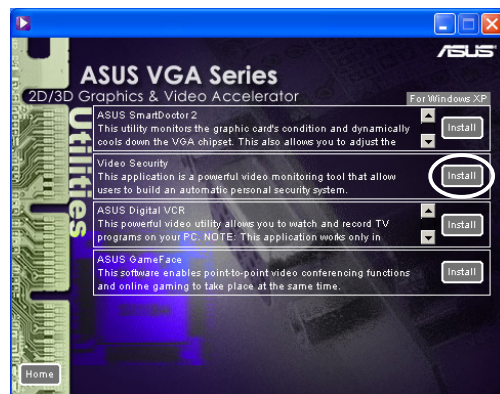 ASUS
ASUS VGA Series
2D/3D Graphics & Video Accelerator
For Windows XP
Utilities
ASUS SmartDoctor 2
This utility monitors the graphic card's condition and dynamically
cools down the VGA chipset. This also allows you to adjust the
Install
Video Security
This application is a powerful video monitoring tool that allow
users to build an automatic personal security system.
Install
ASUS Digital VCR
This powerful video utility allows you to watch and record TV
programs on your PC. NOTE: This application works only in
Install
ASUS GameFace
This software enables point-to-point video conferencing functions
and online gaming to take place at the same time.
Install
Home